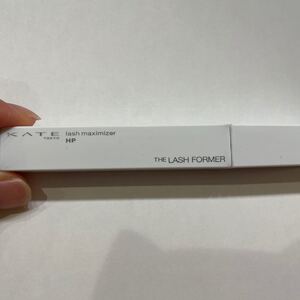 KATE
TOKYO
lash maximizer
HP
THE LASH FORMER